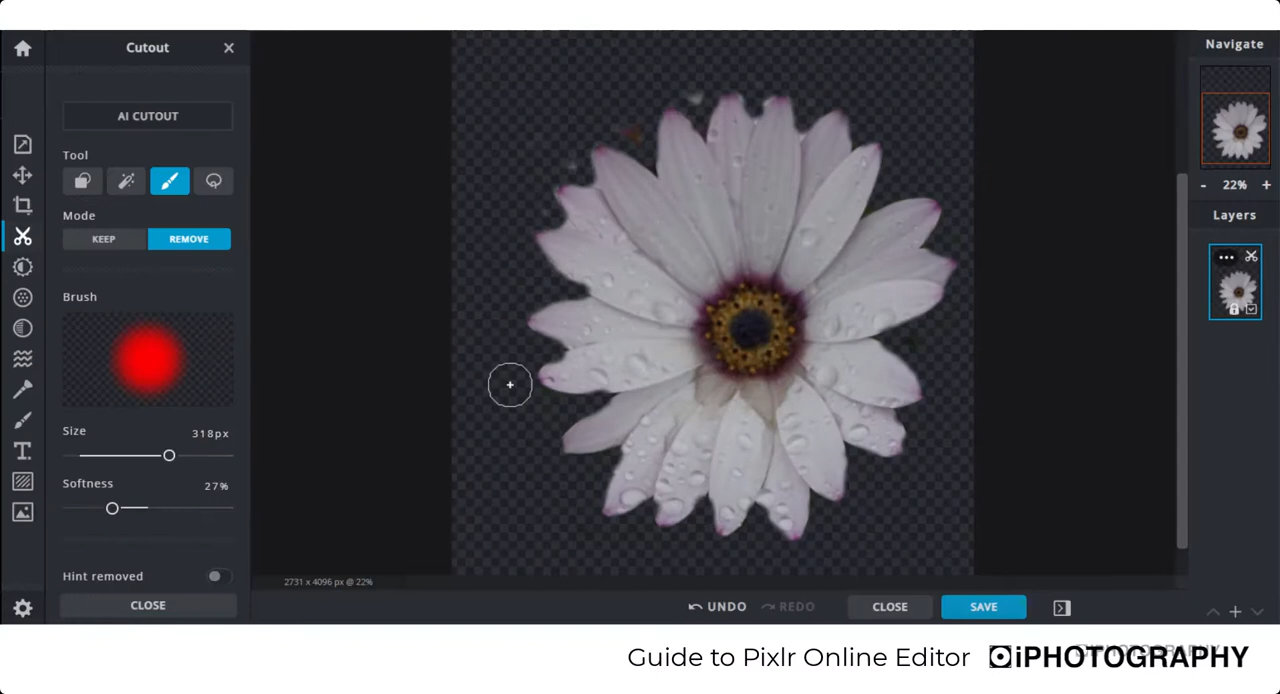 Cutout
AI CUTOUT
Tool
Mode
KEEP
REMOVE
Brush
Size
318px
Softness
27%
Hint removed
CLOSE
2731 x 4096 px @ 22%
UNDO
REDO
CLOSE
SAVE
Navigate
- 22% +
Layers
Guide to Pixlr Online Editor
iPHOTOGRAPHY